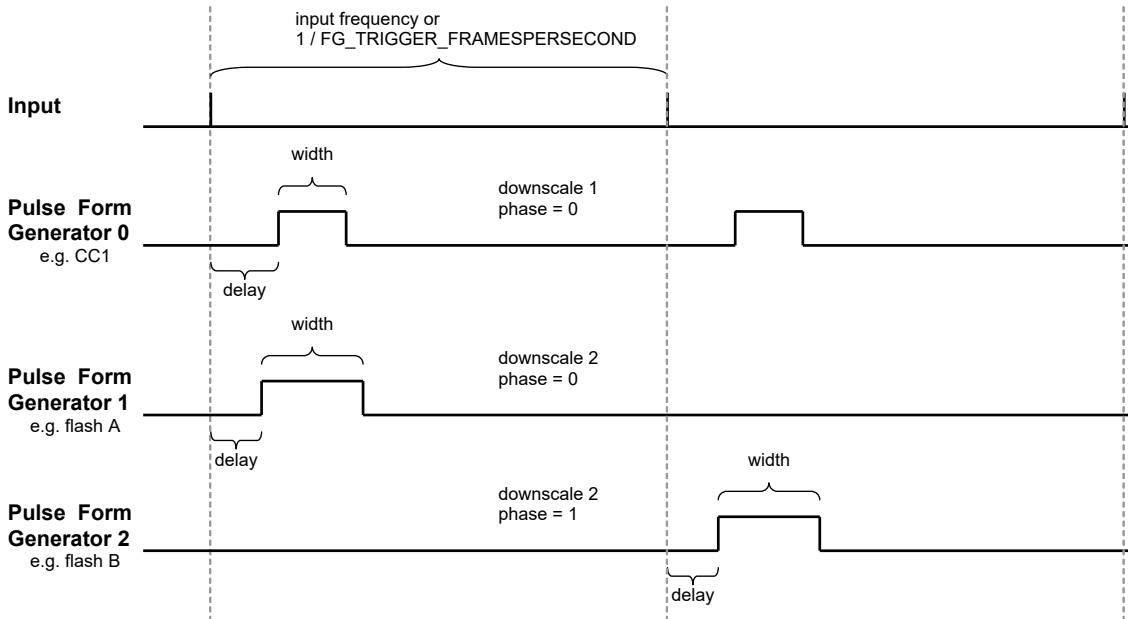 input frequency or
1 / FG_TRIGGER_FRAMESPERSECOND
Input
width
downscale 1
phase = 0
Pulse Form
Generator 0
e.g. CC1
delay
width
downscale 2
phase = 0
Pulse Form
Generator 1
e.g. flash A
delay
width
downscale 2
phase = 1
Pulse Form
Generator 2
e.g. flash B
delay